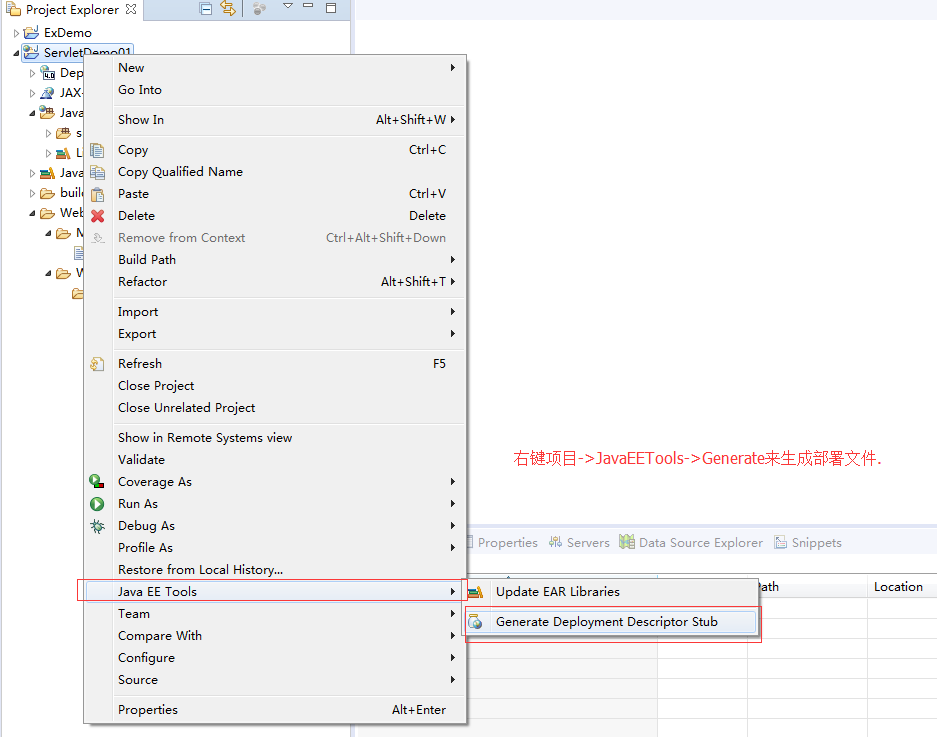 Project Explorer
ExDemo
ServletDemo01
Dep
JAX-
Java
s
Li
Java
build
Web
M
W
New
Go Into
Show In Alt+Shift+W
Copy Ctrl+C
Copy Qualified Name
Paste Ctrl+V
Delete Delete
Remove from Context Ctrl+Alt+Shift+Down
Build Path
Refactor Alt+Shift+T
Import
Export
Refresh F5
Close Project
Close Unrelated Project
Show in Remote Systems view
Validate
Coverage As
Run As
Debug As
Profile As
Restore from Local History...
Java EE Tools
Team
Compare With
Configure
Source
Properties Alt+Enter
右键项目->JavaEETools->Generate来生成部署文件.
Properties Servers Data Source Explorer Snippets
Path Location
Update EAR Libraries
Generate Deployment Descriptor Stub